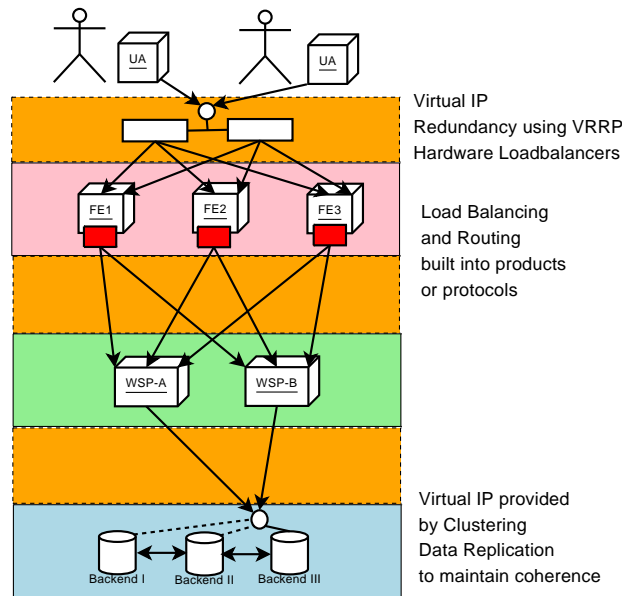 UA
UA
Virtual IP
Redundancy using VRRP
Hardware Loadbalancers
FE1
FE2
FE3
Load Balancing
and Routing
built into products
or protocols
WSP-A
WSP-B
Virtual IP provided
by Clustering
Data Replication
to maintain coherence
Backend I
Backend II
Backend III